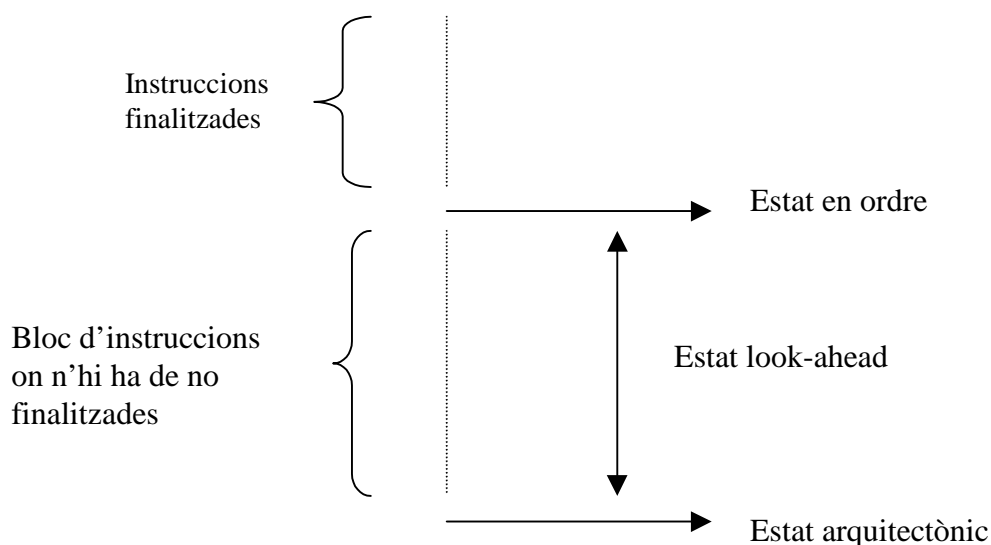 Instruccions
finalitzades
Estat en ordre
Bloc d’instruccions
on n’hi ha de no
finalitzades
Estat look-ahead
Estat arquitectònic